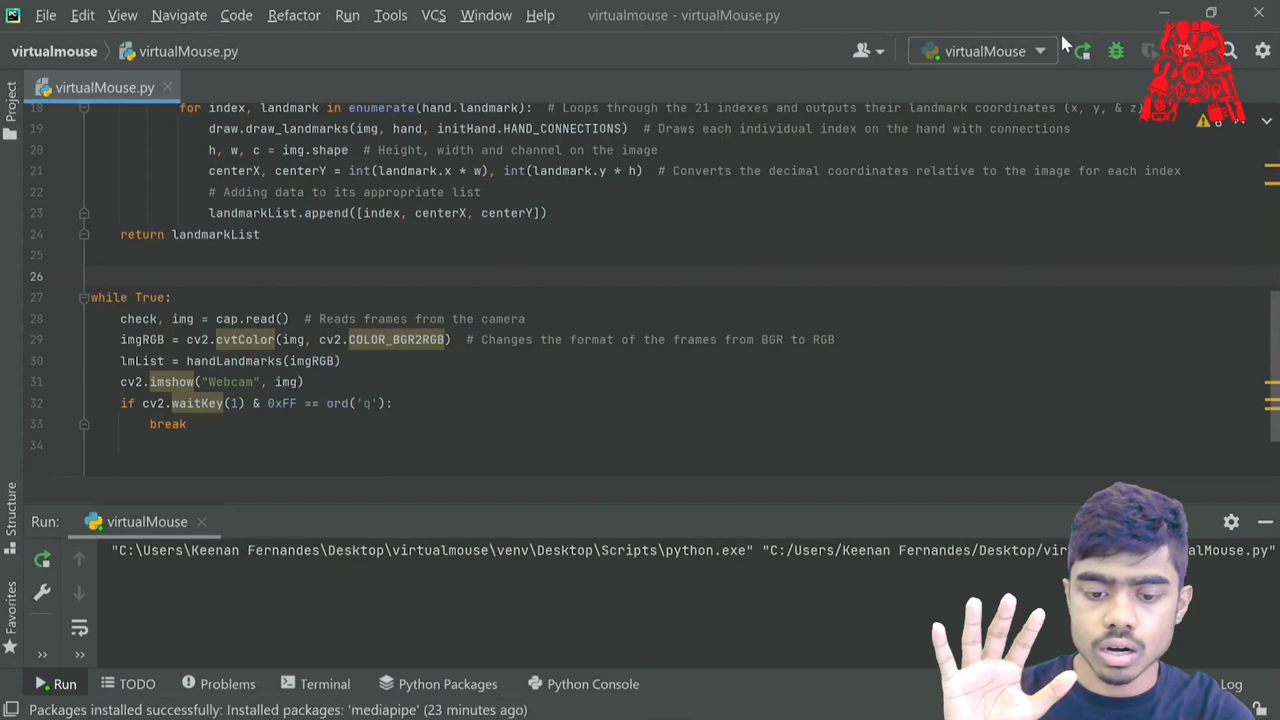 File Edit View Navigate Code Refactor Run Tools VCS Window Help virtualmouse - virtualMouse.py
virtualmouse virtualMouse.py virtualMouse
Project
virtualMouse.py
18 for index, landmark in enumerate(hand.landmark): # Loops through the 21 indexes and outputs their landmark coordinates (x, y, & z)
19 draw.draw_landmarks(img, hand, initHand.HAND_CONNECTIONS) # Draws each individual index on the hand with connections
20 h, w, c = img.shape # Height, width and channel on the image
21 centerX, centerY = int(landmark.x * w), int(landmark.y * h) # Converts the decimal coordinates relative to the image for each index
22 # Adding data to its appropriate list
23 landmarkList.append([index, centerX, centerY])
24 return landmarkList
25
26
27 while True:
28 check, img = cap.read() # Reads frames from the camera
29 imgRGB = cv2.cvtColor(img, cv2.COLOR_BGR2RGB) # Changes the format of the frames from BGR to RGB
30 lmList = handLandmarks(imgRGB)
31 cv2.imshow("Webcam", img)
32 if cv2.waitKey(1) & 0xFF == ord('q'):
33 break
34
Structure
Favorites
Run: virtualMouse
"C:\Users\Keenan Fernandes\Desktop\virtualmouse\venv\Desktop\Scripts\python.exe" "C:/Users/Keenan Fernandes/Desktop/vir alMouse.py"
Run TODO Problems Terminal Python Packages Python Console Log
Packages installed successfully: Installed packages: 'mediapipe' (23 minutes ago)